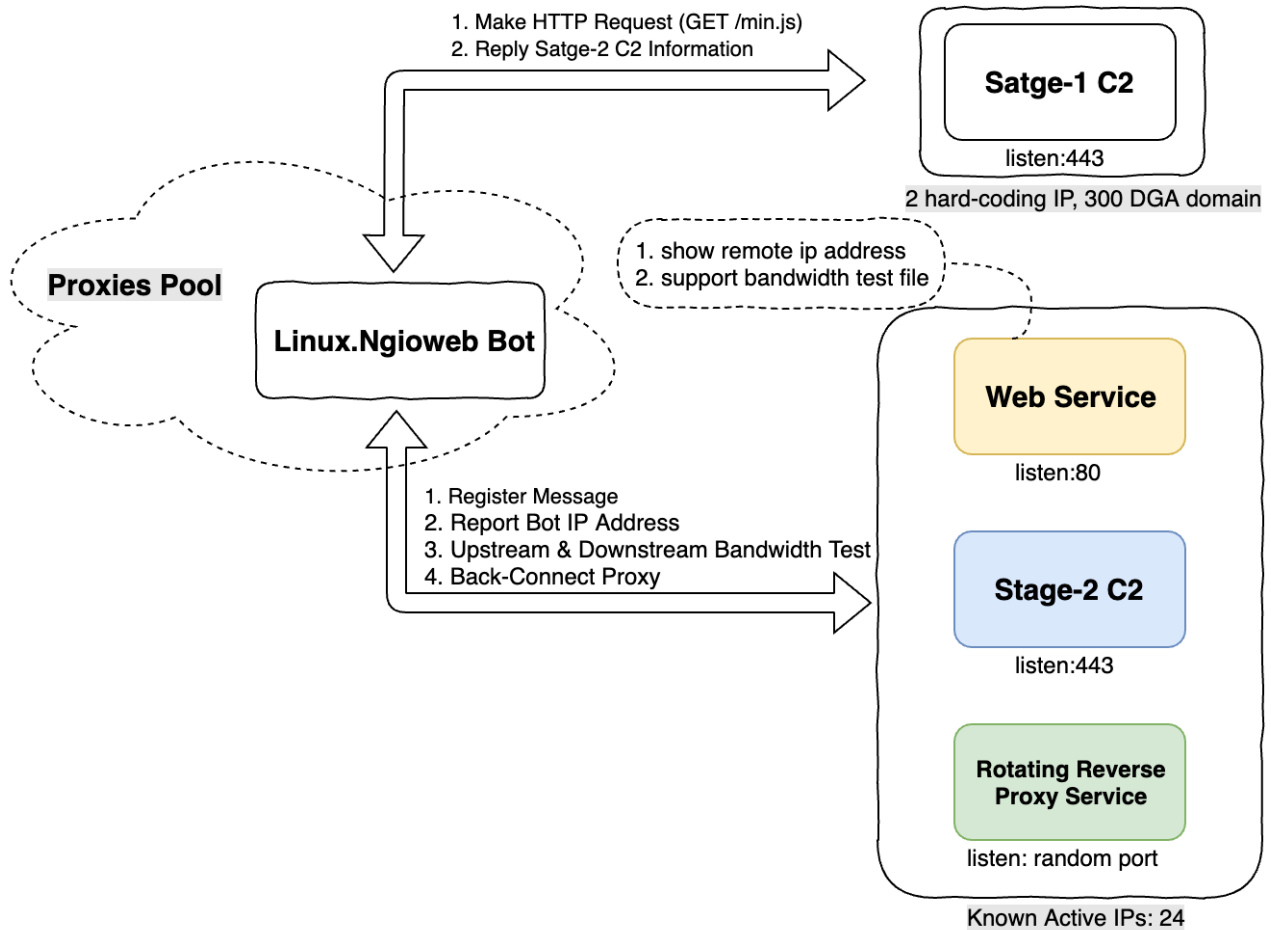 1. Make HTTP Request (GET /min.js)
2. Reply Satge-2 C2 Information
Satge-1 C2
listen:443
2 hard-coding IP, 300 DGA domain
1. show remote ip address
2. support bandwidth test file
Proxies Pool
Linux.Ngioweb Bot
Web Service
listen:80
1. Register Message
2. Report Bot IP Address
3. Upstream & Downstream Bandwidth Test
4. Back-Connect Proxy
Stage-2 C2
listen:443
Rotating Reverse
Proxy Service
listen: random port
Known Active IPs: 24